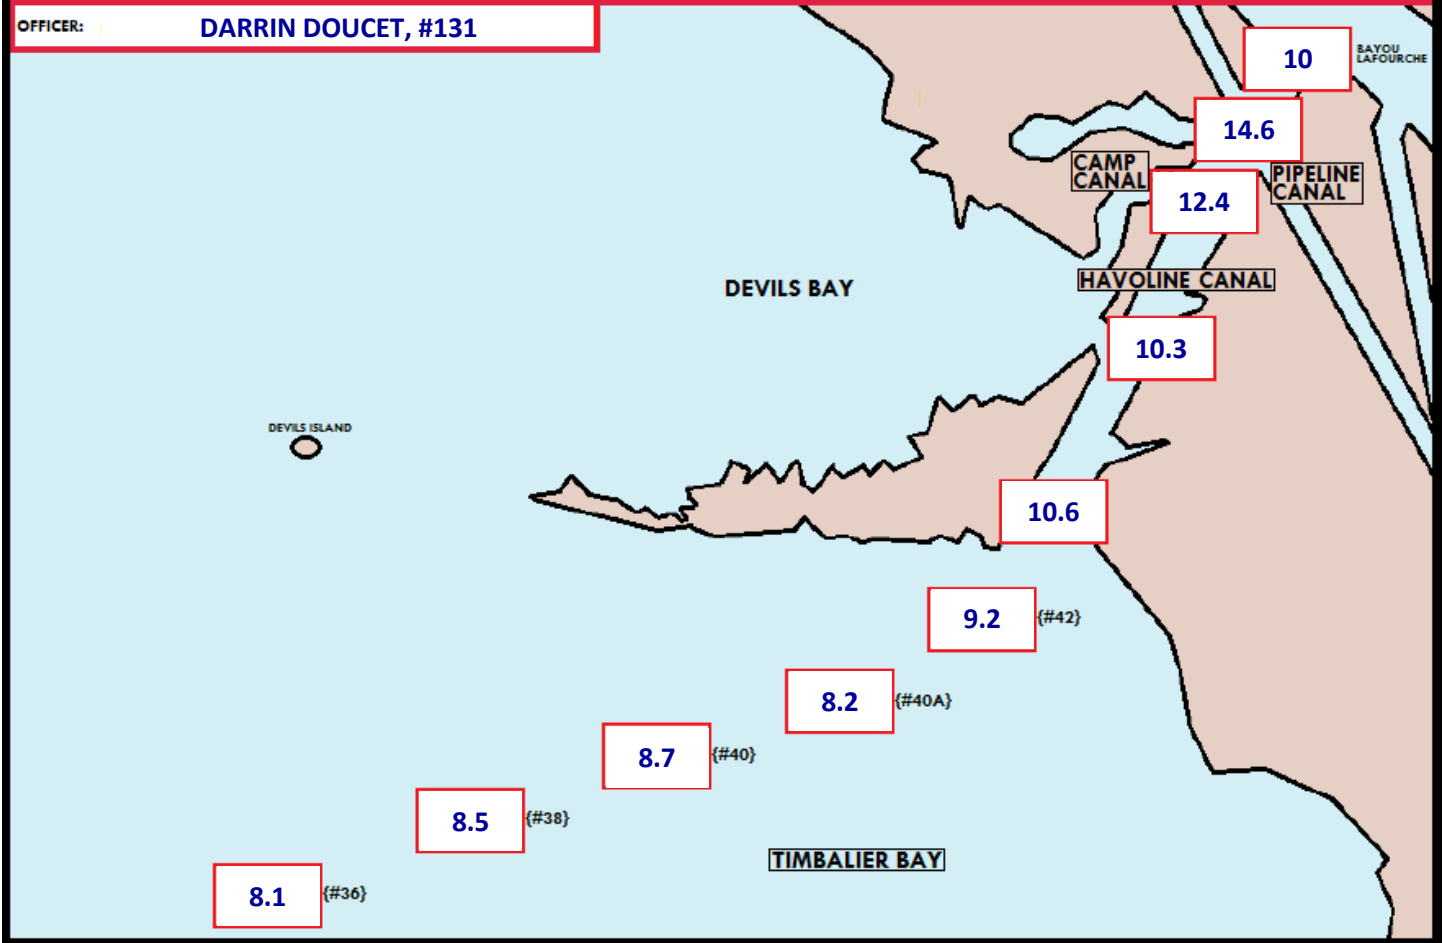 OFFICER: DARRIN DOUCET, #131
10
BAYOU
LAFOURCHE
14.6
CAMP
CANAL
PIPELINE
CANAL
12.4
HAVOLINE CANAL
DEVILS BAY
10.3
DEVILS ISLAND
10.6
9.2 {#42}
8.2 {#40A}
8.7 {#40}
8.5 {#38}
TIMBALIER BAY
8.1 {#36}